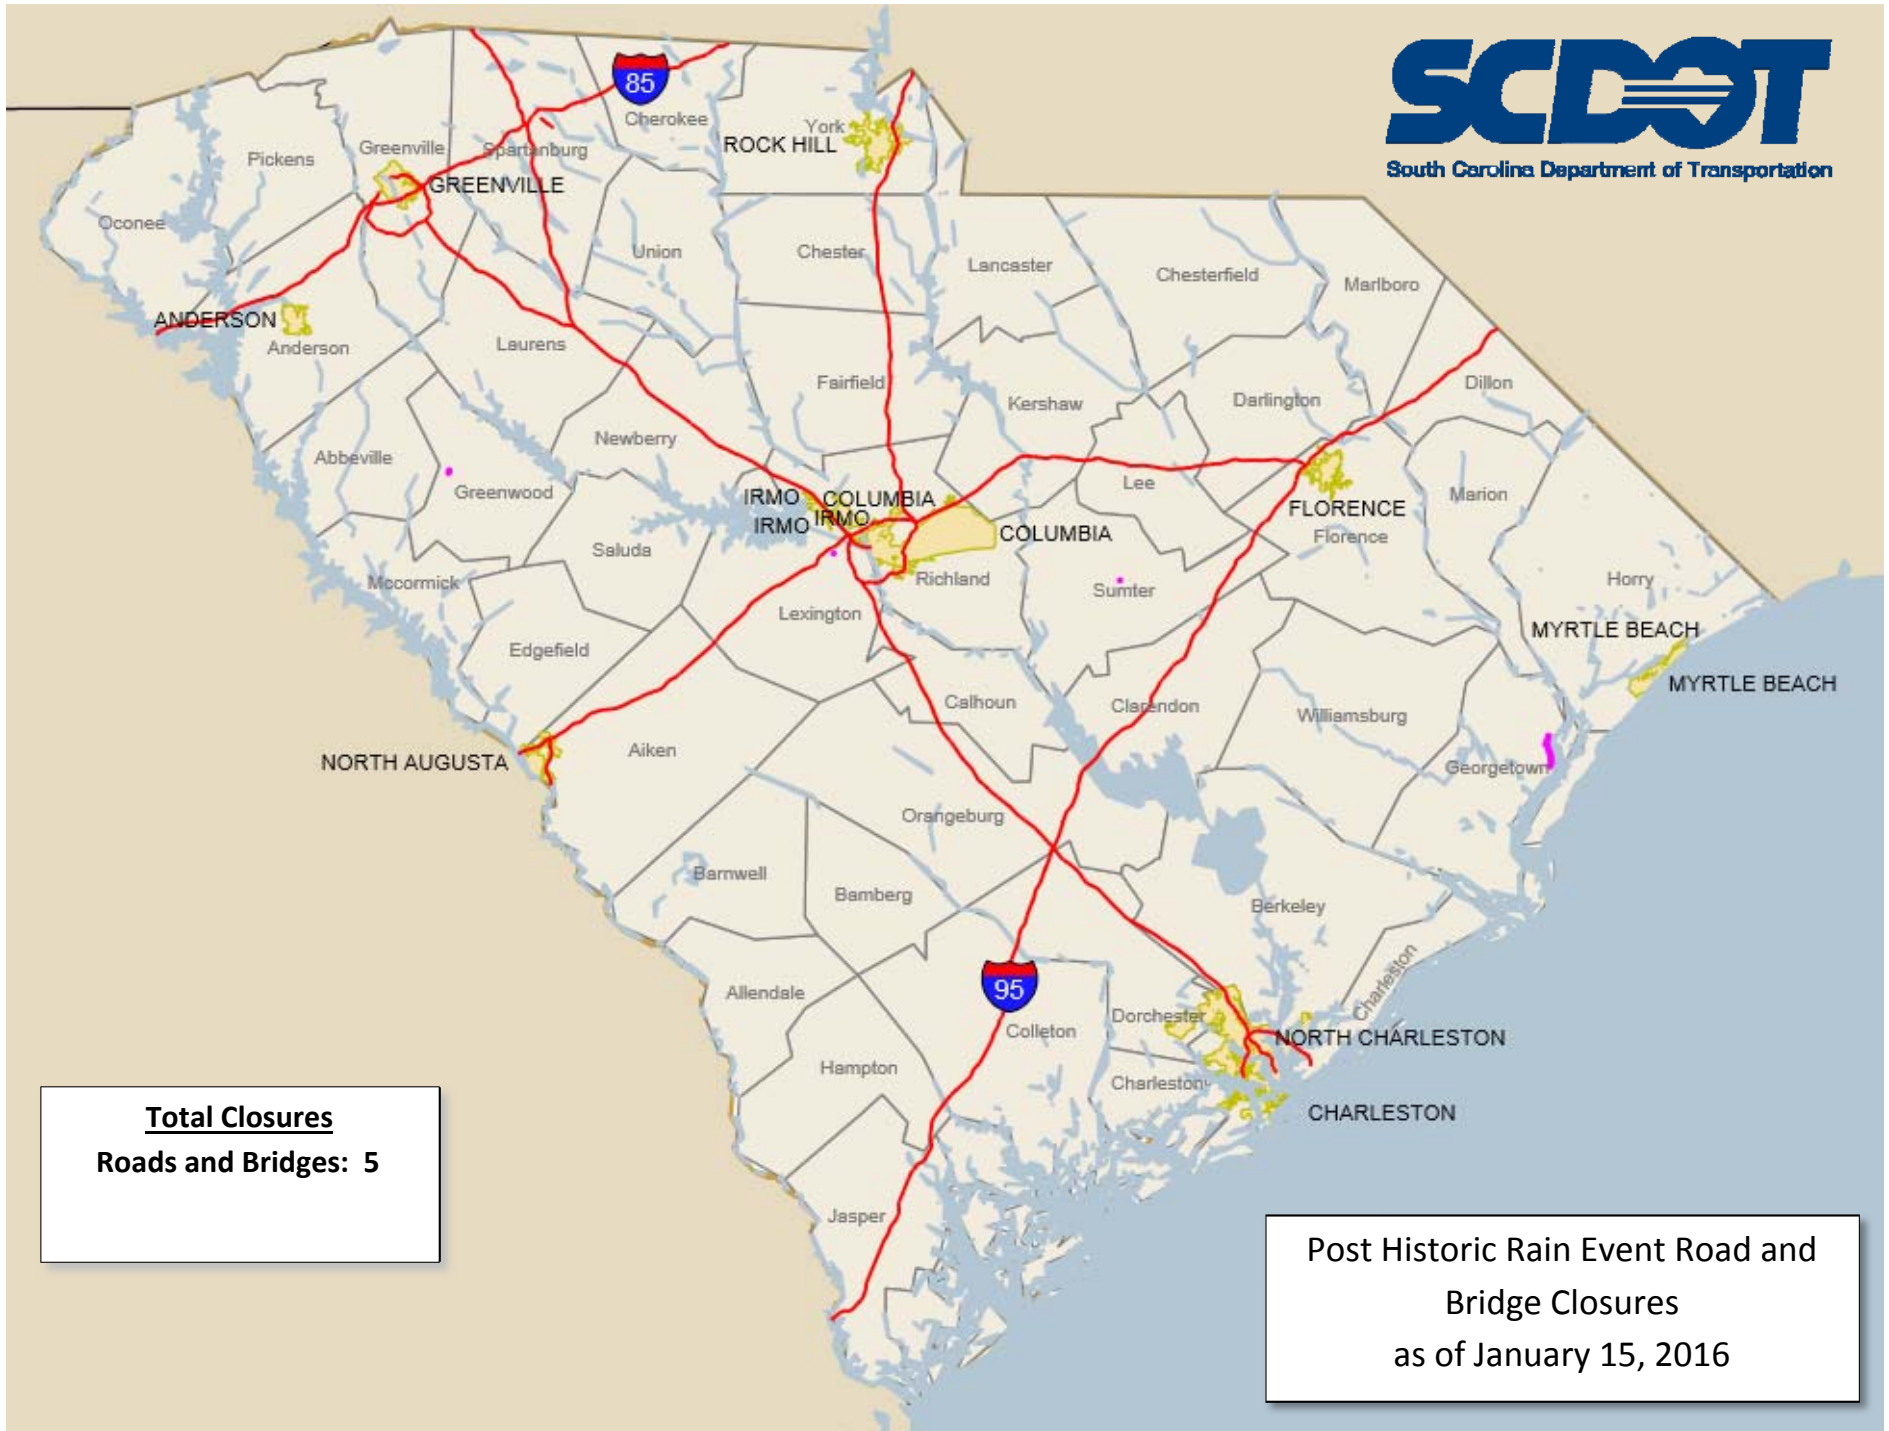 SCDOT
South Carolina Department of Transportation
85
Cherokee
York
ROCK HILL
Greenville
Spartanburg
Pickens
GREENVILLE
Oconee
Union
Chester
Lancaster
Chesterfield
Marlboro
ANDERSON
Anderson
Laurens
Fairfield
Kershaw
Darlington
Dillon
Newberry
Abbeville
Greenwood
IRMO
COLUMBIA
IRMO
IRMO
COLUMBIA
Lee
FLORENCE
Florence
Marion
Saluda
Mccormick
Richland
Sumter
Horry
Lexington
Edgefield
MYRTLE BEACH
MYRTLE BEACH
Calhoun
Clarendon
Williamsburg
NORTH AUGUSTA
Aiken
Georgetown
Orangeburg
Barnwell
Bamberg
Berkeley
Charleston
Allendale
95
Colleton
Dorchester
NORTH CHARLESTON
Hampton
Charleston
CHARLESTON
Jasper
Total Closures
Roads and Bridges: 5
Post Historic Rain Event Road and
Bridge Closures
as of January 15, 2016